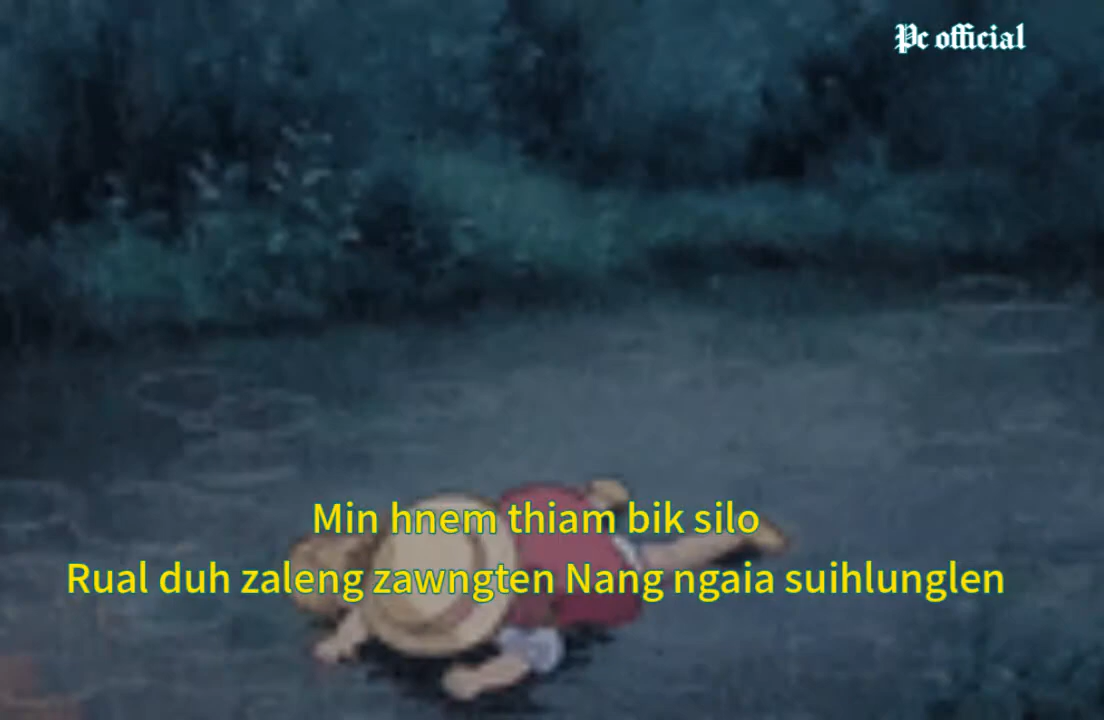 Pc official
Min hnem thiam bik silo
Rual duh zaleng zawngten Nang ngaia suihlunglen